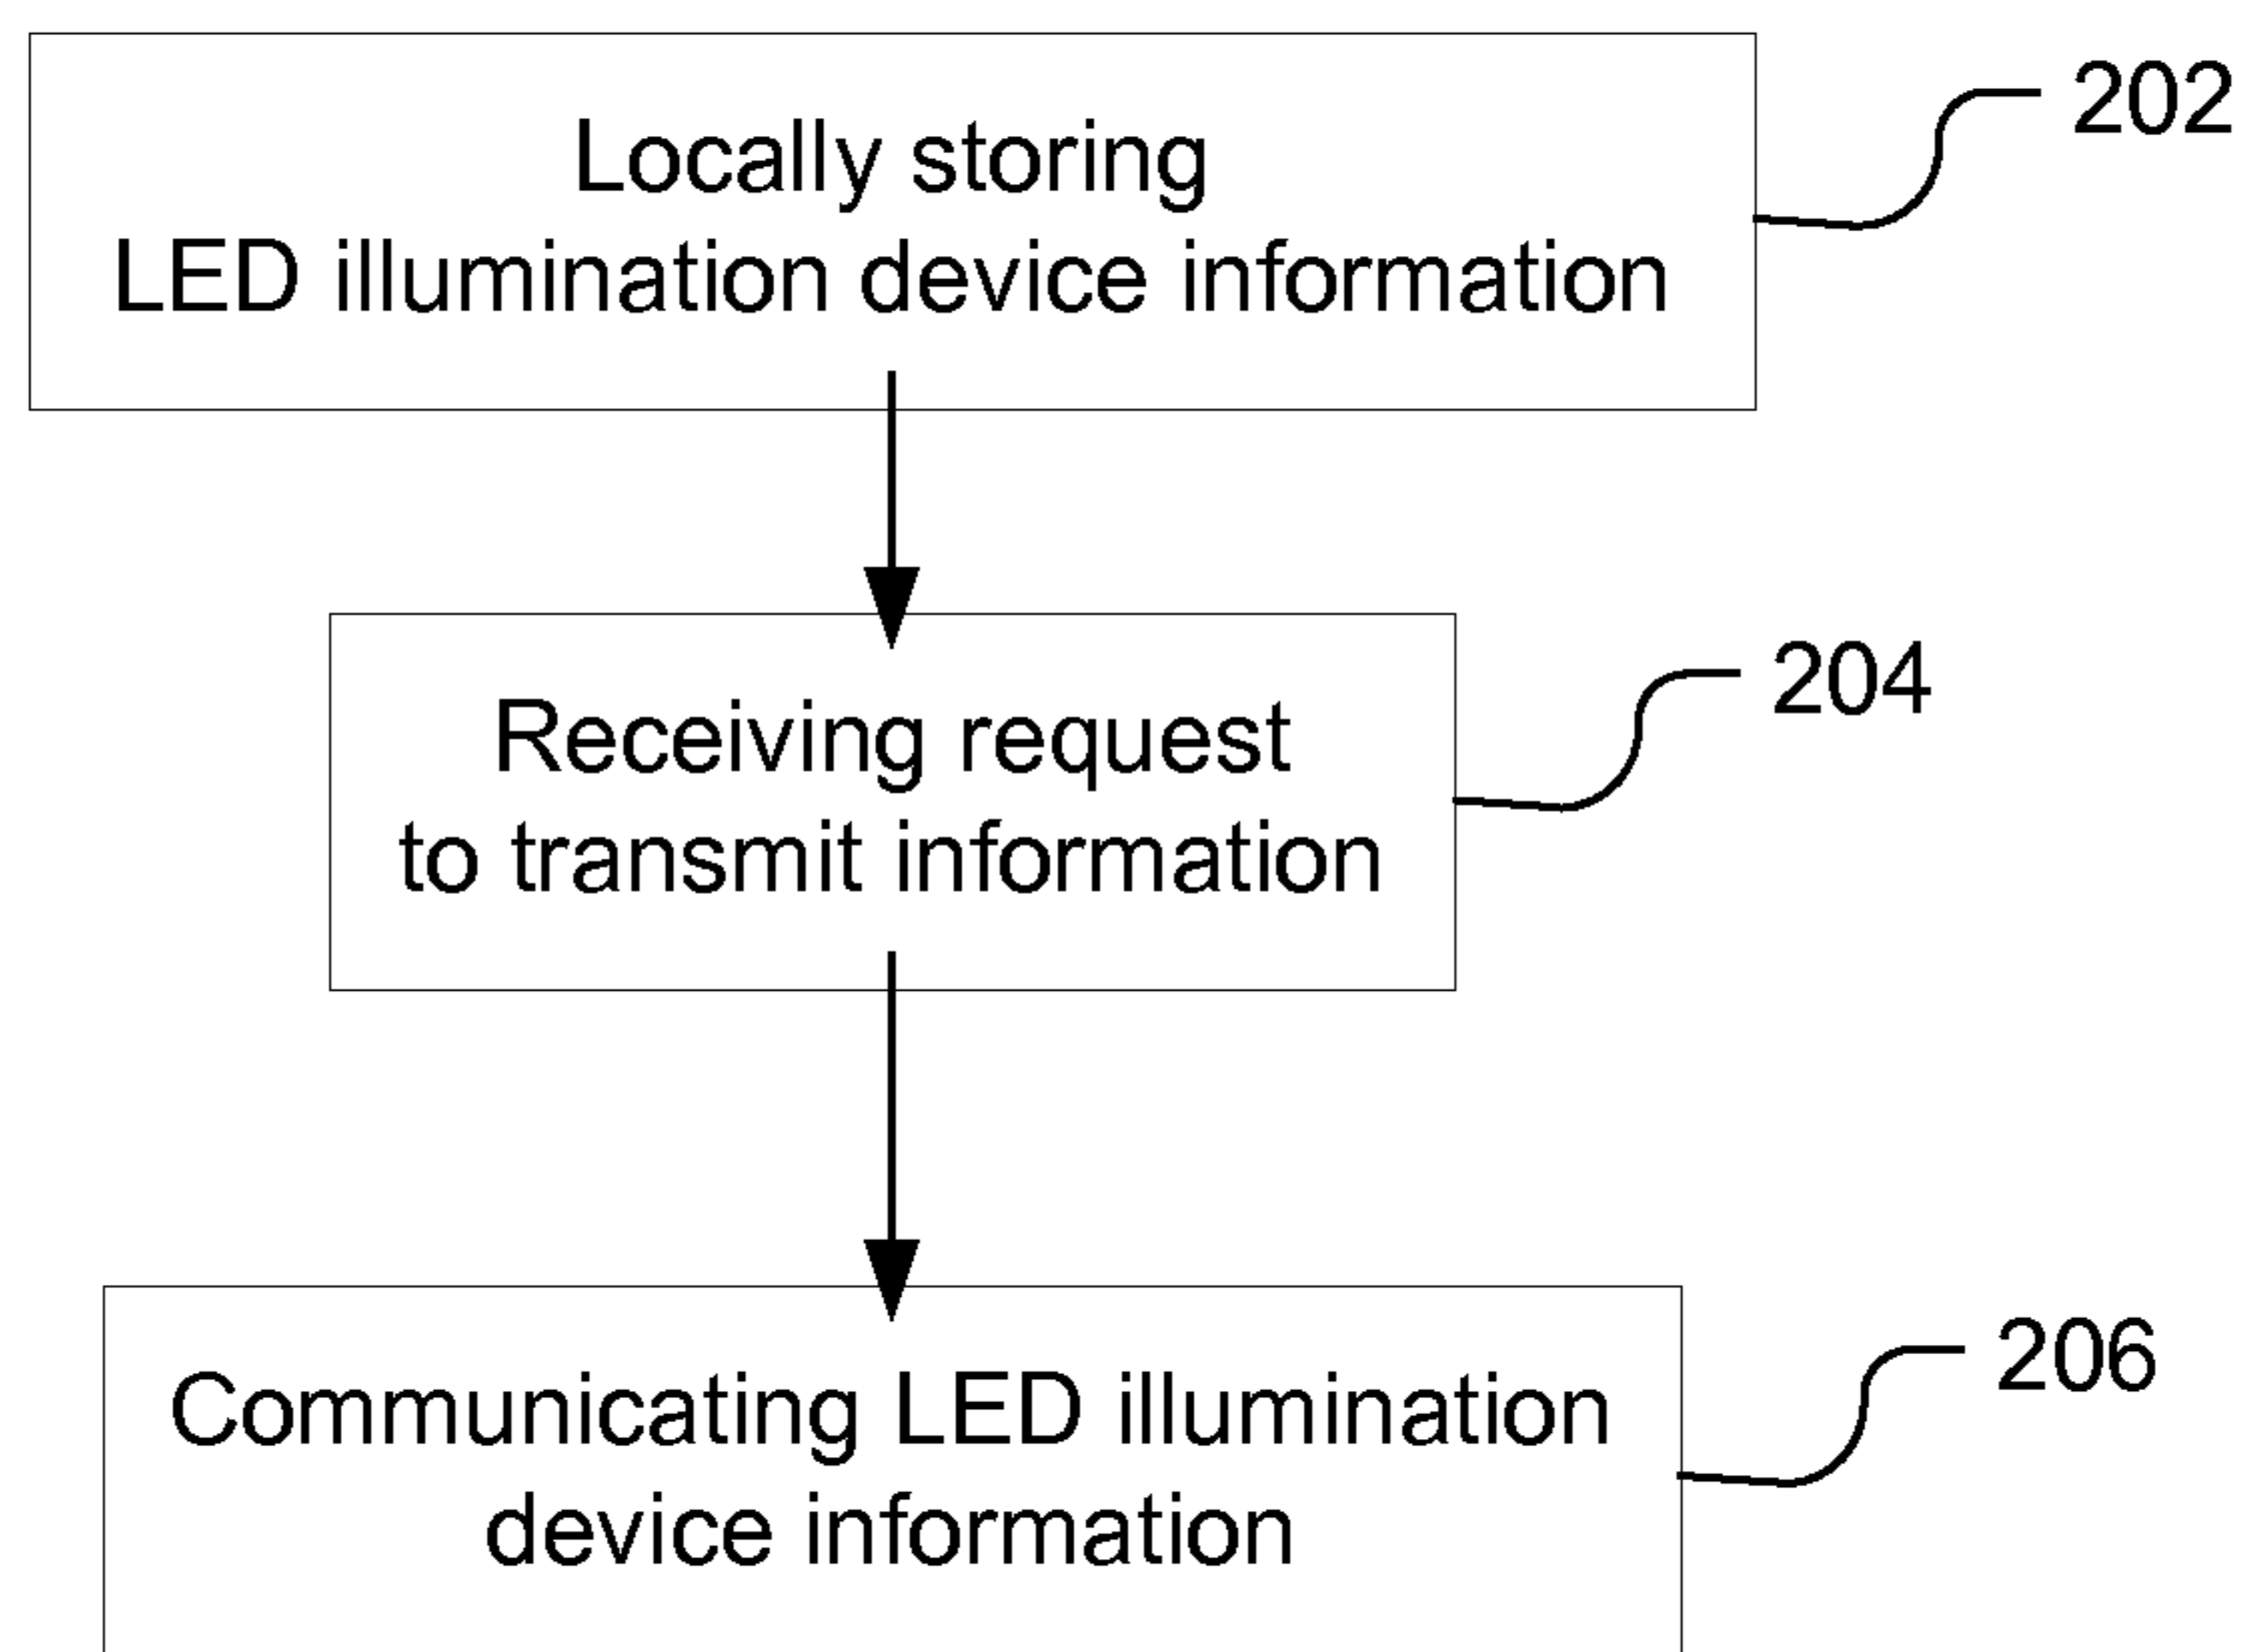 Locally storing
LED illumination device information
202
Receiving request
to transmit information
204
Communicating LED illumination
device information
206